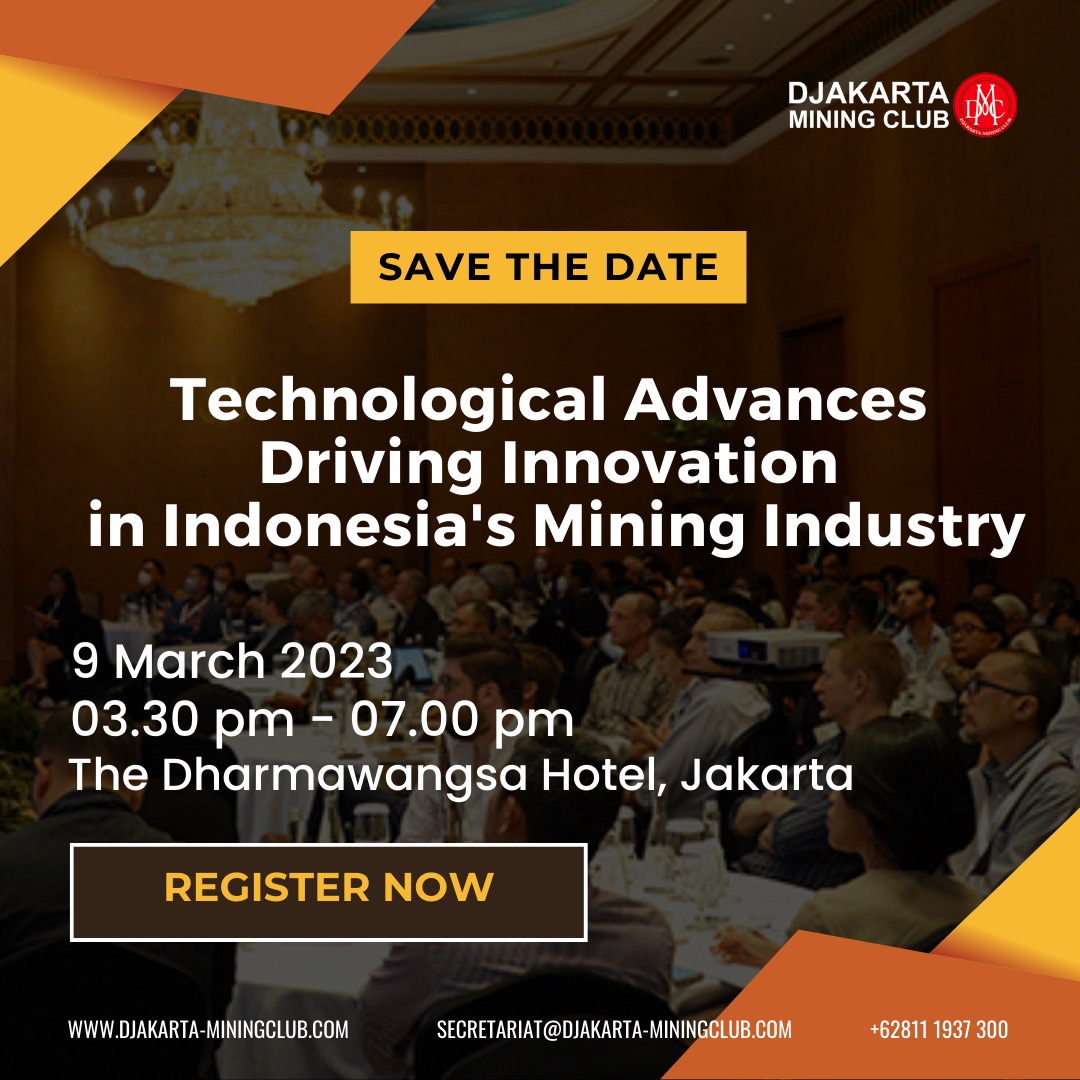 DJAKARTA
MINING CLUB
DMC
SAVE THE DATE
Technological Advances
Driving Innovation
in Indonesia's Mining Industry
9 March 2023
03.30 pm - 07.00 pm
The Dharmawangsa Hotel, Jakarta
REGISTER NOW
WWW.DJAKARTA-MININGCLUB.COM
SECRETARIAT@DJAKARTA-MININGCLUB.COM
+62811 1937 300